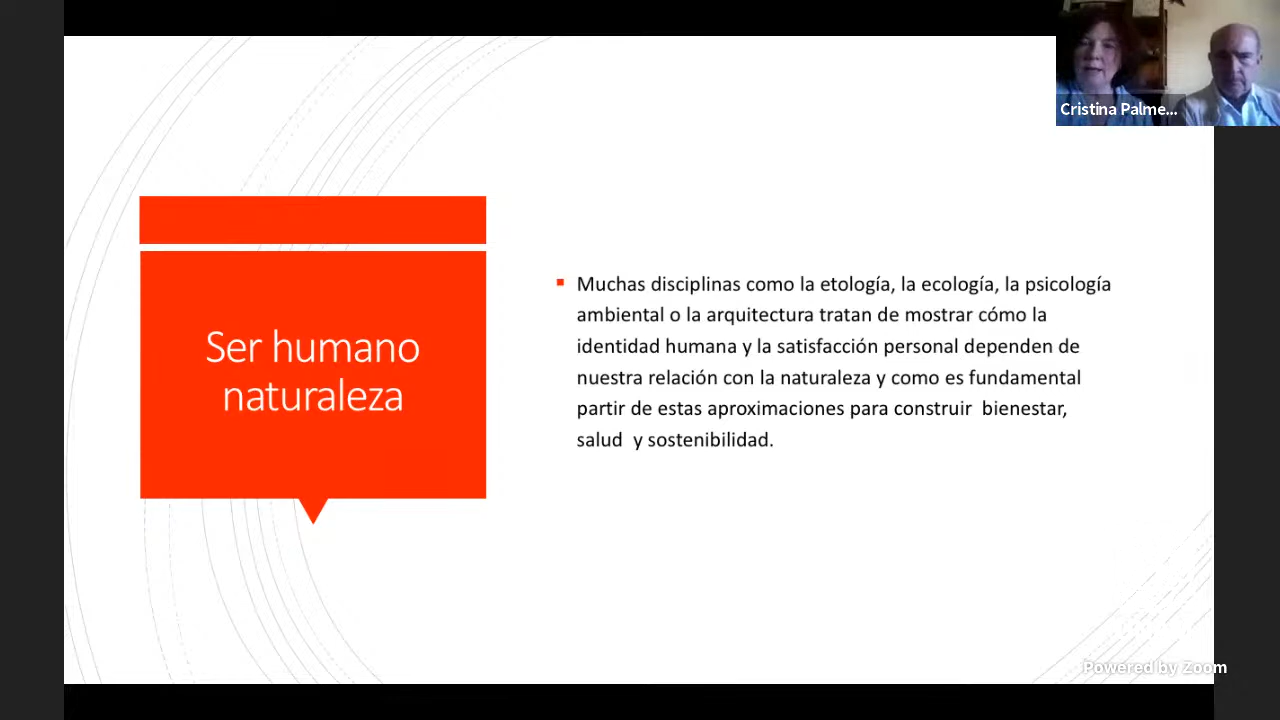 Cristina Palme...
Ser humano
naturaleza
Muchas disciplinas como la etología, la ecología, la psicología
ambiental o la arquitectura tratan de mostrar cómo la
identidad humana y la satisfacción personal dependen de
nuestra relación con la naturaleza y como es fundamental
partir de estas aproximaciones para construir  bienestar,
salud  y sostenibilidad.
Powered by Zoom